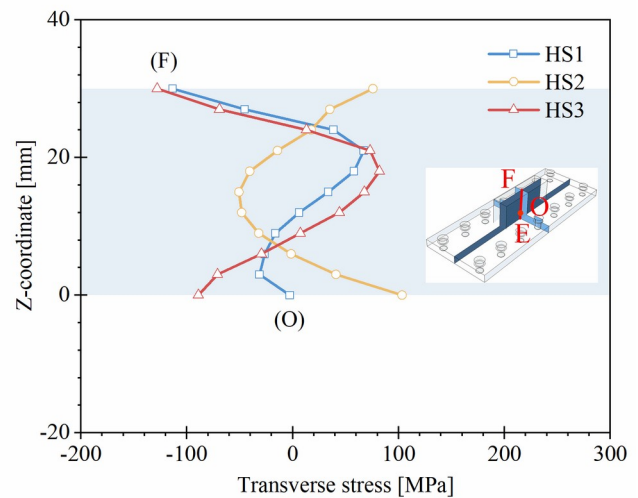 40
20
0
-20
-200
-100
0
100
200
300
Z-coordinate [mm]
Transverse stress [MPa]
(F)
(O)
HS1
HS2
HS3
F
O
E